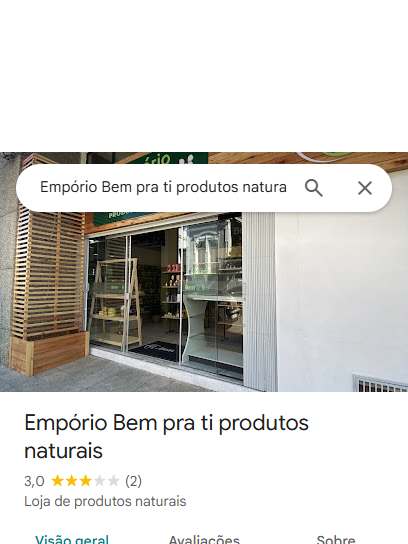 ório
Empório Bem pra ti produtos natura
Empório Bem pra ti produtos
naturais
3,0 (2)
Loja de produtos naturais
Visão geral Avaliações Sobre